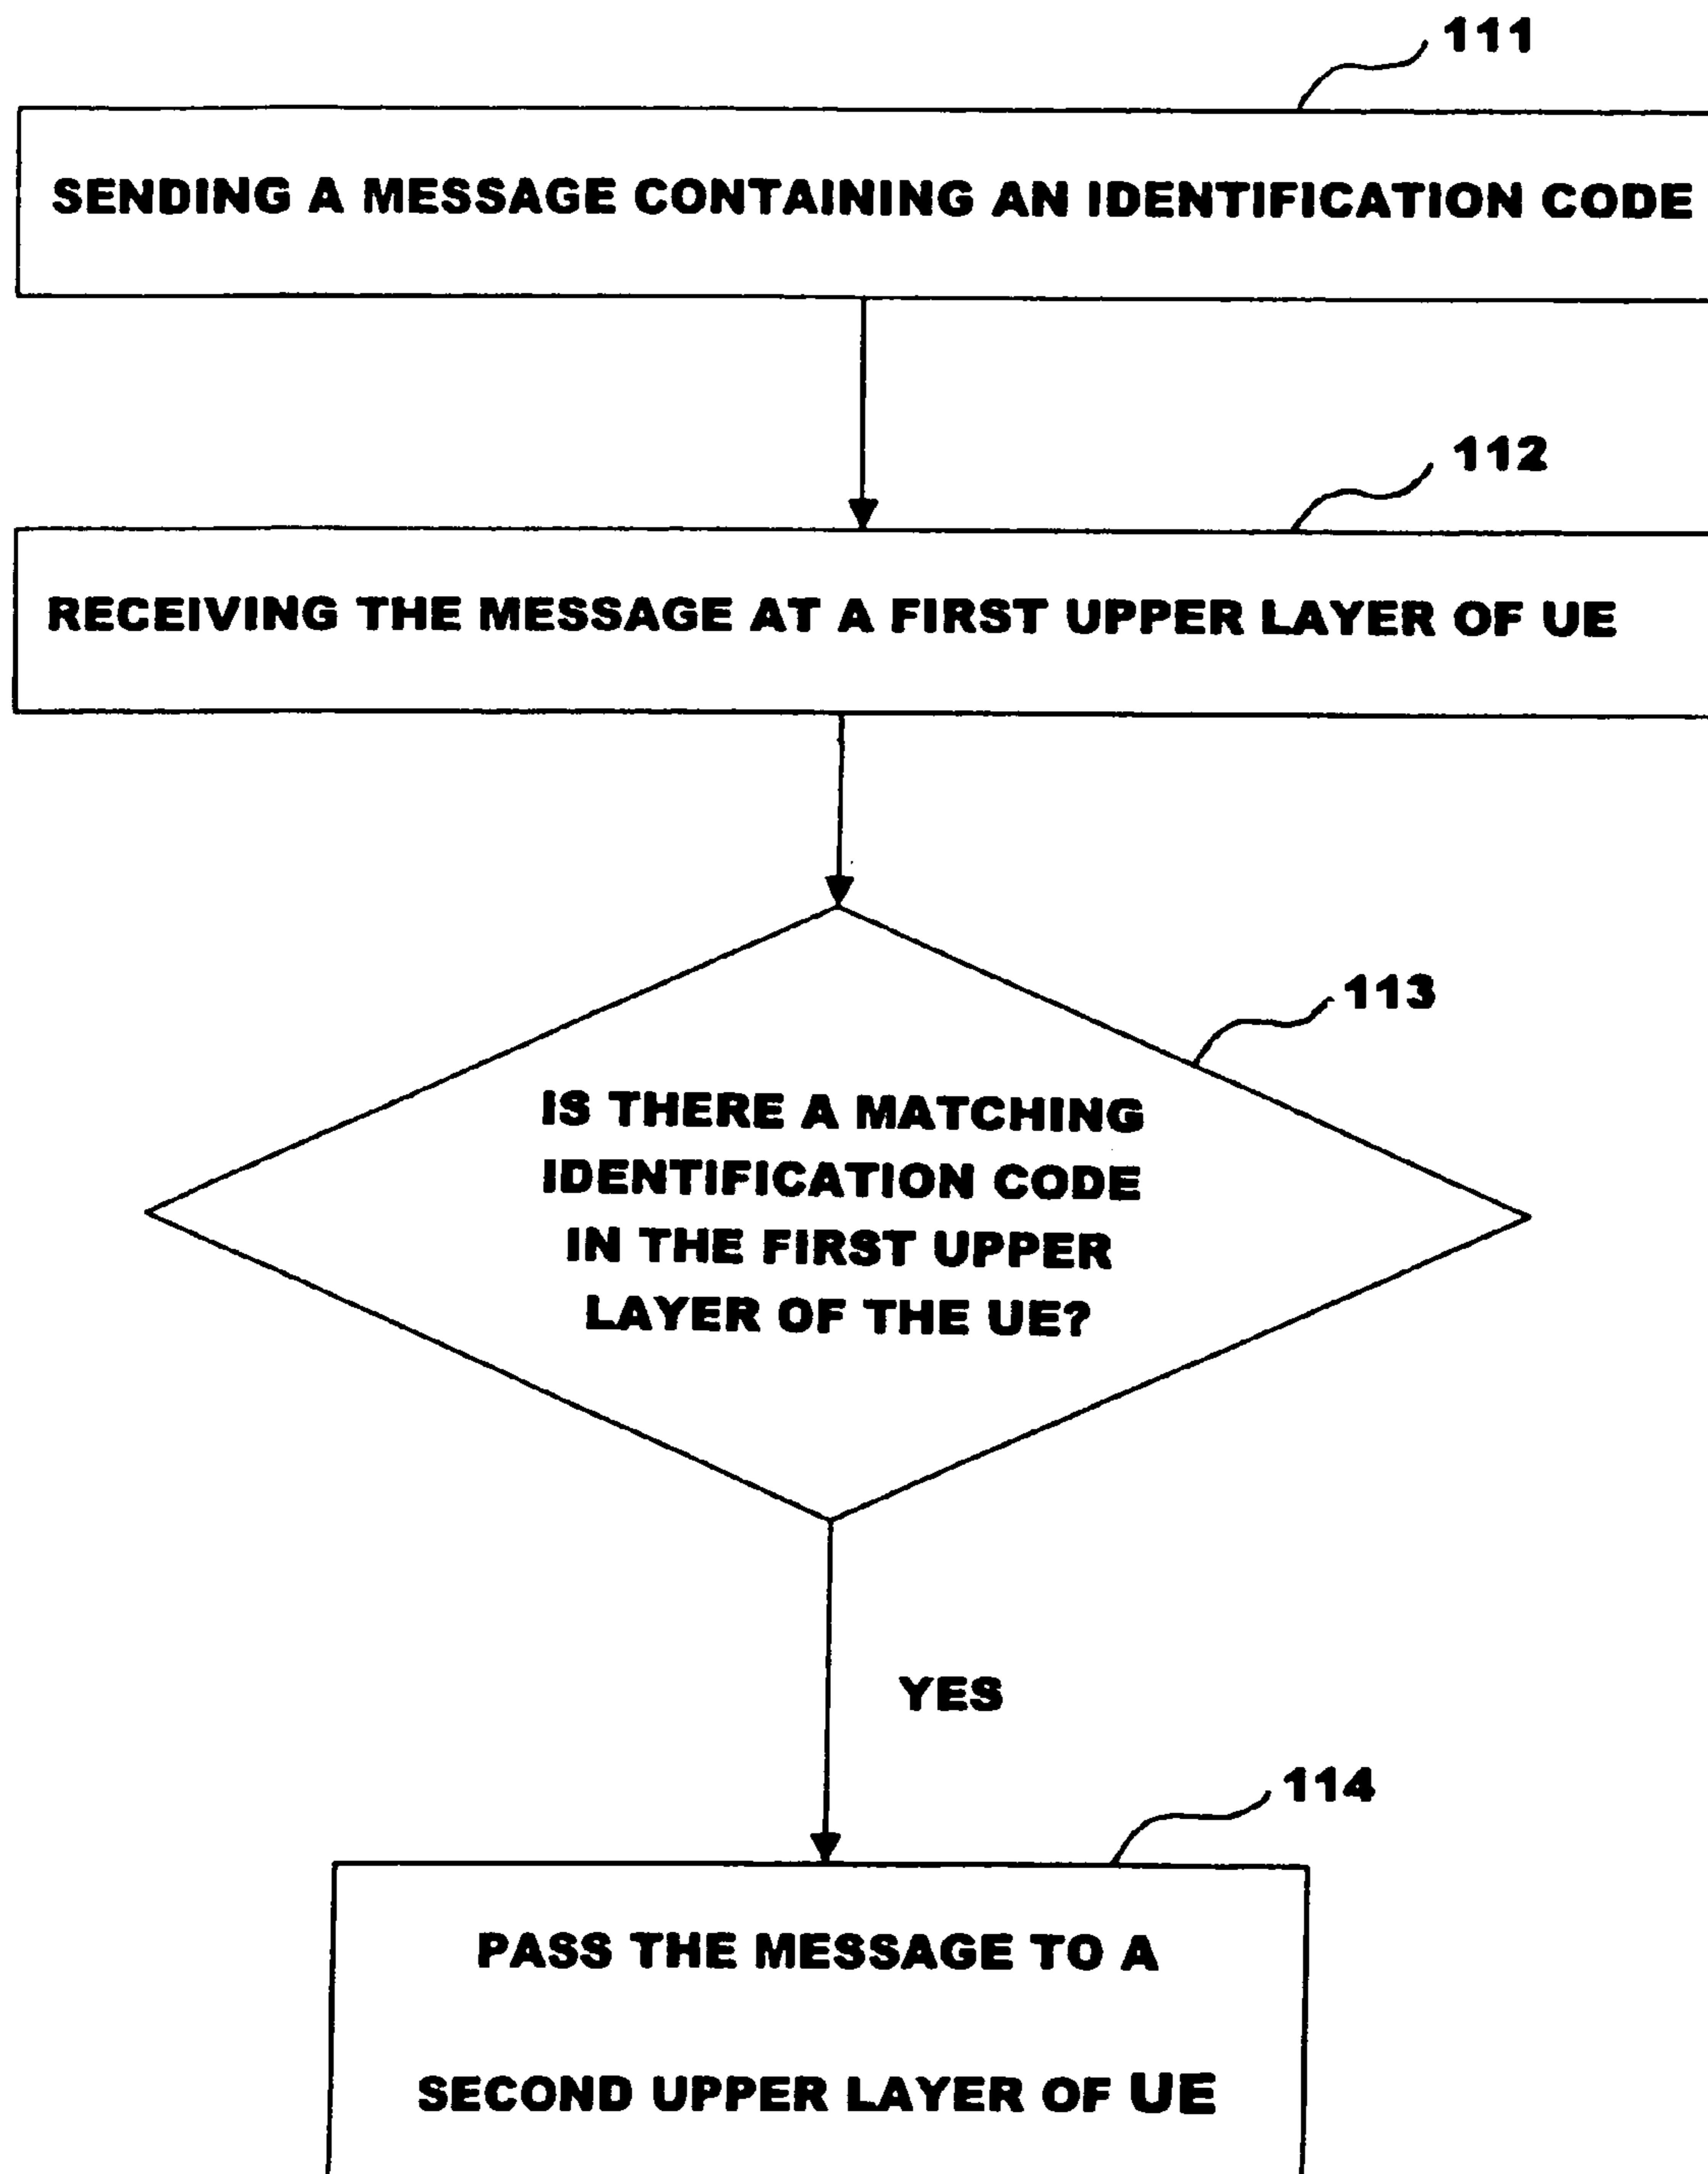 111
SENDING A MESSAGE CONTAINING AN IDENTIFICATION CODE
112
RECEIVING THE MESSAGE AT A FIRST UPPER LAYER OF UE
113
IS THERE A MATCHING
IDENTIFICATION CODE
IN THE FIRST UPPER
LAYER OF THE UE?
YES
114
PASS THE MESSAGE TO A
SECOND UPPER LAYER OF UE